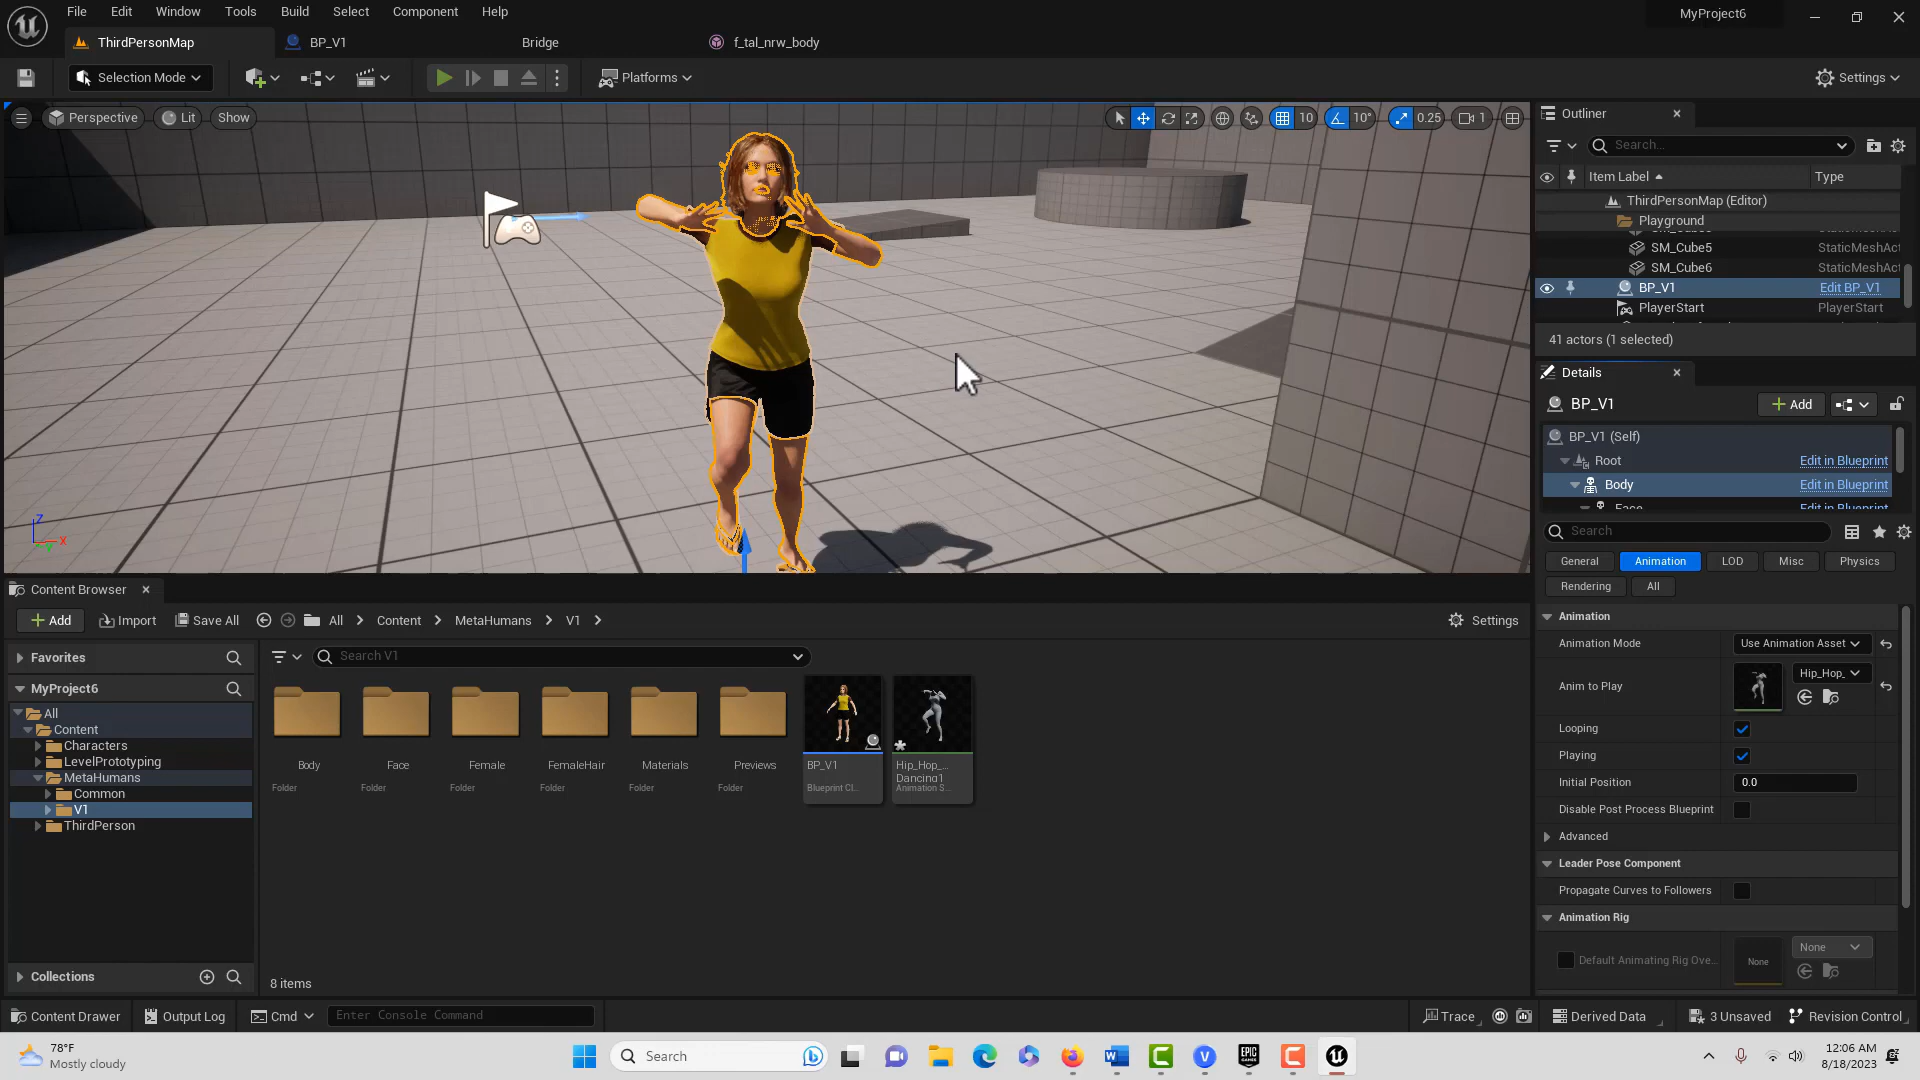 File Edit Window Tools Build Select Component Help
MyProject6
ThirdPersonMap BP_V1 Bridge f_tal_nrw_body
Selection Mode Platforms Settings
Perspective Lit Show 10 10° 0.25 1
Outliner
Search...
Item Label Type
ThirdPersonMap (Editor)
Playground
SM_Cube5 StaticMeshAct
SM_Cube6 StaticMeshAct
BP_V1 Edit BP_V1
PlayerStart PlayerStart
41 actors (1 selected)
Details
BP_V1 Add
BP_V1 (Self)
Root Edit in Blueprint
Body Edit in Blueprint
Face Edit in Blueprint
Search
General Animation LOD Misc Physics
Rendering All
Animation
Animation Mode Use Animation Asset
Anim to Play Hip_Hop_
Looping
Playing
Initial Position 0.0
Disable Post Process Blueprint
Advanced
Leader Pose Component
Propagate Curves to Followers
Animation Rig
Default Animating Rig Ove... None None
Z
X
Y
Content Browser
Add Import Save All All Content MetaHumans V1 Settings
Favorites
MyProject6
All
Content
Characters
LevelPrototyping
MetaHumans
Common
V1
ThirdPerson
Collections
Search V1
Body Face Female FemaleHair Materials Previews BP_V1 Hip_Hop_...
Dancing1
Folder Folder Folder Folder Folder Folder Blueprint Cl... Animation S...
8 items
Content Drawer Output Log Cmd Enter Console Command Trace Derived Data 3 Unsaved Revision Control
78°F
Mostly cloudy
Search
EPIC GAMES
12:06 AM
8/18/2023